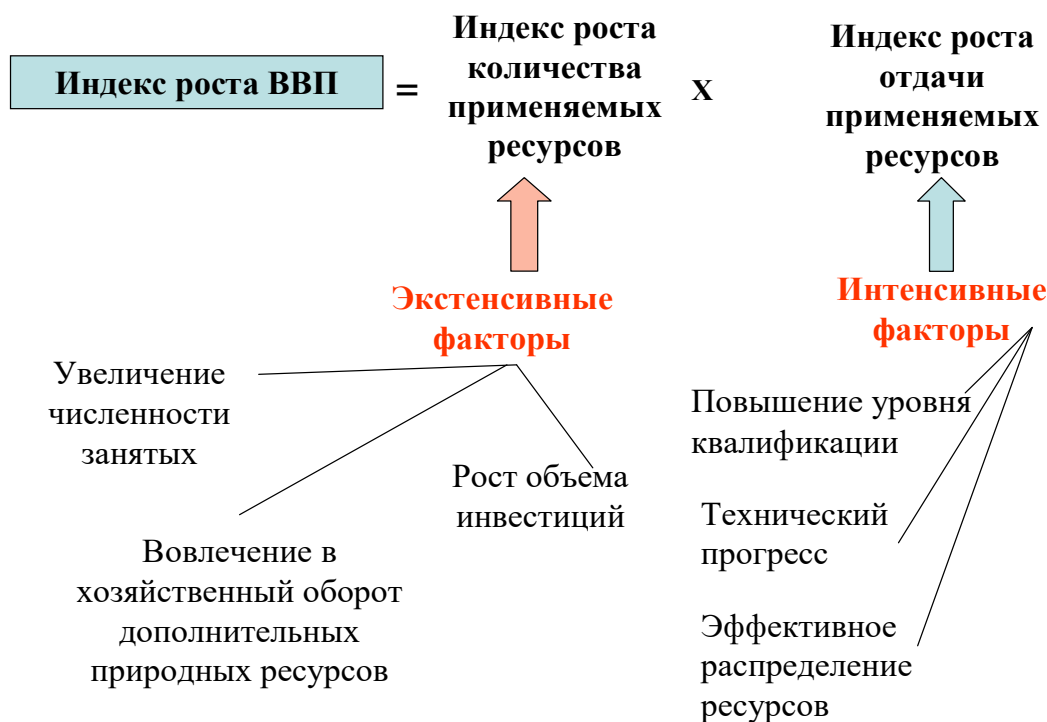 Индекс роста ВВП
=
Индекс роста
количества
применяемых
ресурсов
X
Индекс роста
отдачи
применяемых
ресурсов
Экстенсивные
факторы
Увеличение
численности
занятых
Вовлечение в
хозяйственный оборот
дополнительных
природных ресурсов
Рост объема
инвестиций
Интенсивные
факторы
Повышение уровня
квалификации
Технический
прогресс
Эффективное
распределение
ресурсов